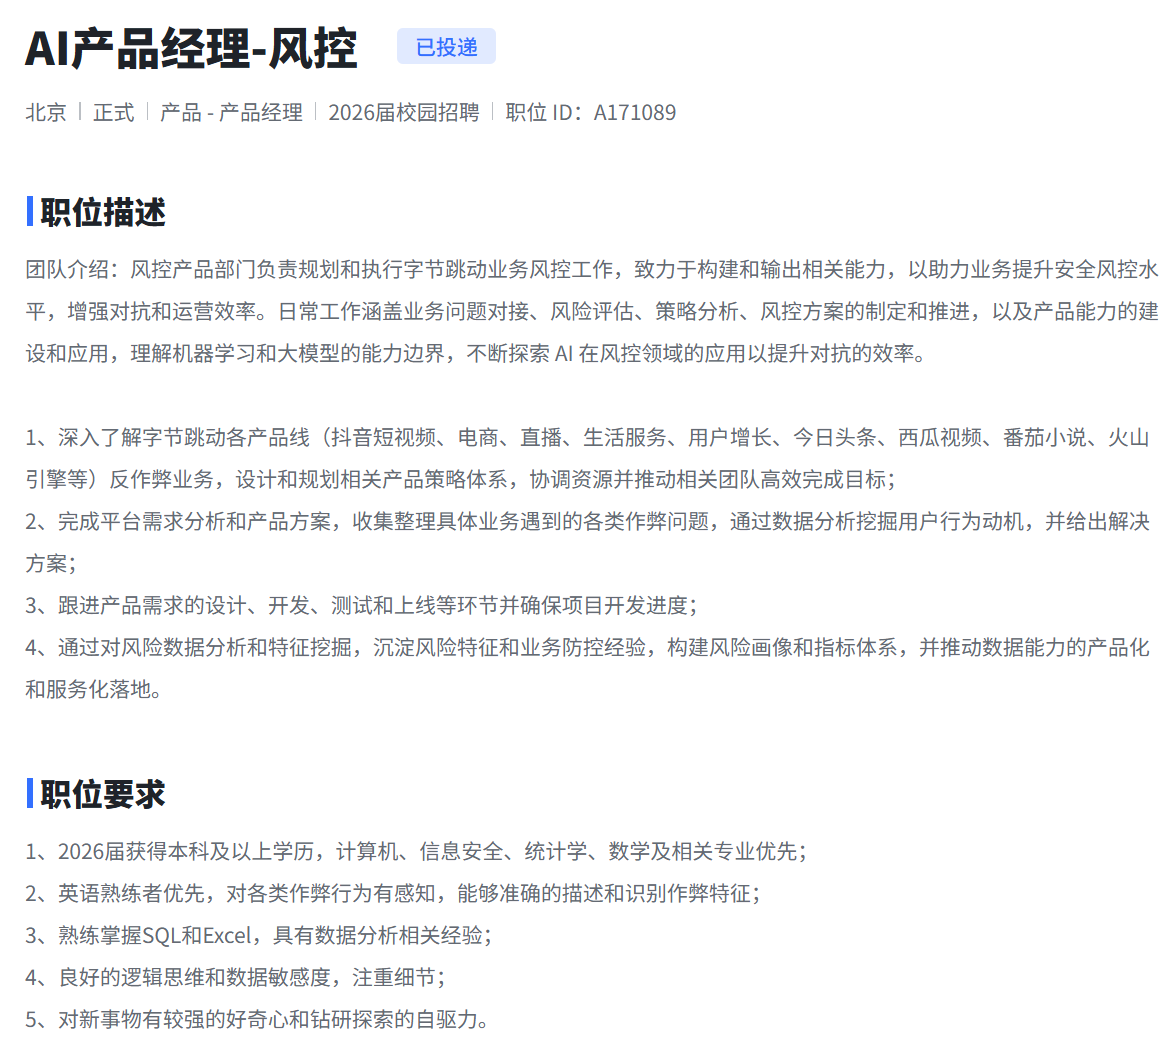 AI产品经理-风控 已投递
北京 | 正式 | 产品 - 产品经理 | 2026届校园招聘 | 职位 ID：A171089
职位描述
团队介绍：风控产品部门负责规划和执行字节跳动业务风控工作，致力于构建和输出相关能力，以助力业务提升安全风控水
平，增强对抗和运营效率。日常工作涵盖业务问题对接、风险评估、策略分析、风控方案的制定和推进，以及产品能力的建
设和应用，理解机器学习和大模型的能力边界，不断探索 AI 在风控领域的应用以提升对抗的效率。
1、深入了解字节跳动各产品线（抖音短视频、电商、直播、生活服务、用户增长、今日头条、西瓜视频、番茄小说、火山
引擎等）反作弊业务，设计和规划相关产品策略体系，协调资源并推动相关团队高效完成目标；
2、完成平台需求分析和产品方案，收集整理具体业务遇到的各类作弊问题，通过数据分析挖掘用户行为动机，并给出解决
方案；
3、跟进产品需求的设计、开发、测试和上线等环节并确保项目开发进度；
4、通过对风险数据分析和特征挖掘，沉淀风险特征和业务防控经验，构建风险画像和指标体系，并推动数据能力的产品化
和服务化落地。
职位要求
1、2026届获得本科及以上学历，计算机、信息安全、统计学、数学及相关专业优先；
2、英语熟练者优先，对各类作弊行为有感知，能够准确的描述和识别作弊特征；
3、熟练掌握SQL和Excel，具有数据分析相关经验；
4、良好的逻辑思维和数据敏感度，注重细节；
5、对新事物有较强的好奇心和钻研探索的自驱力。